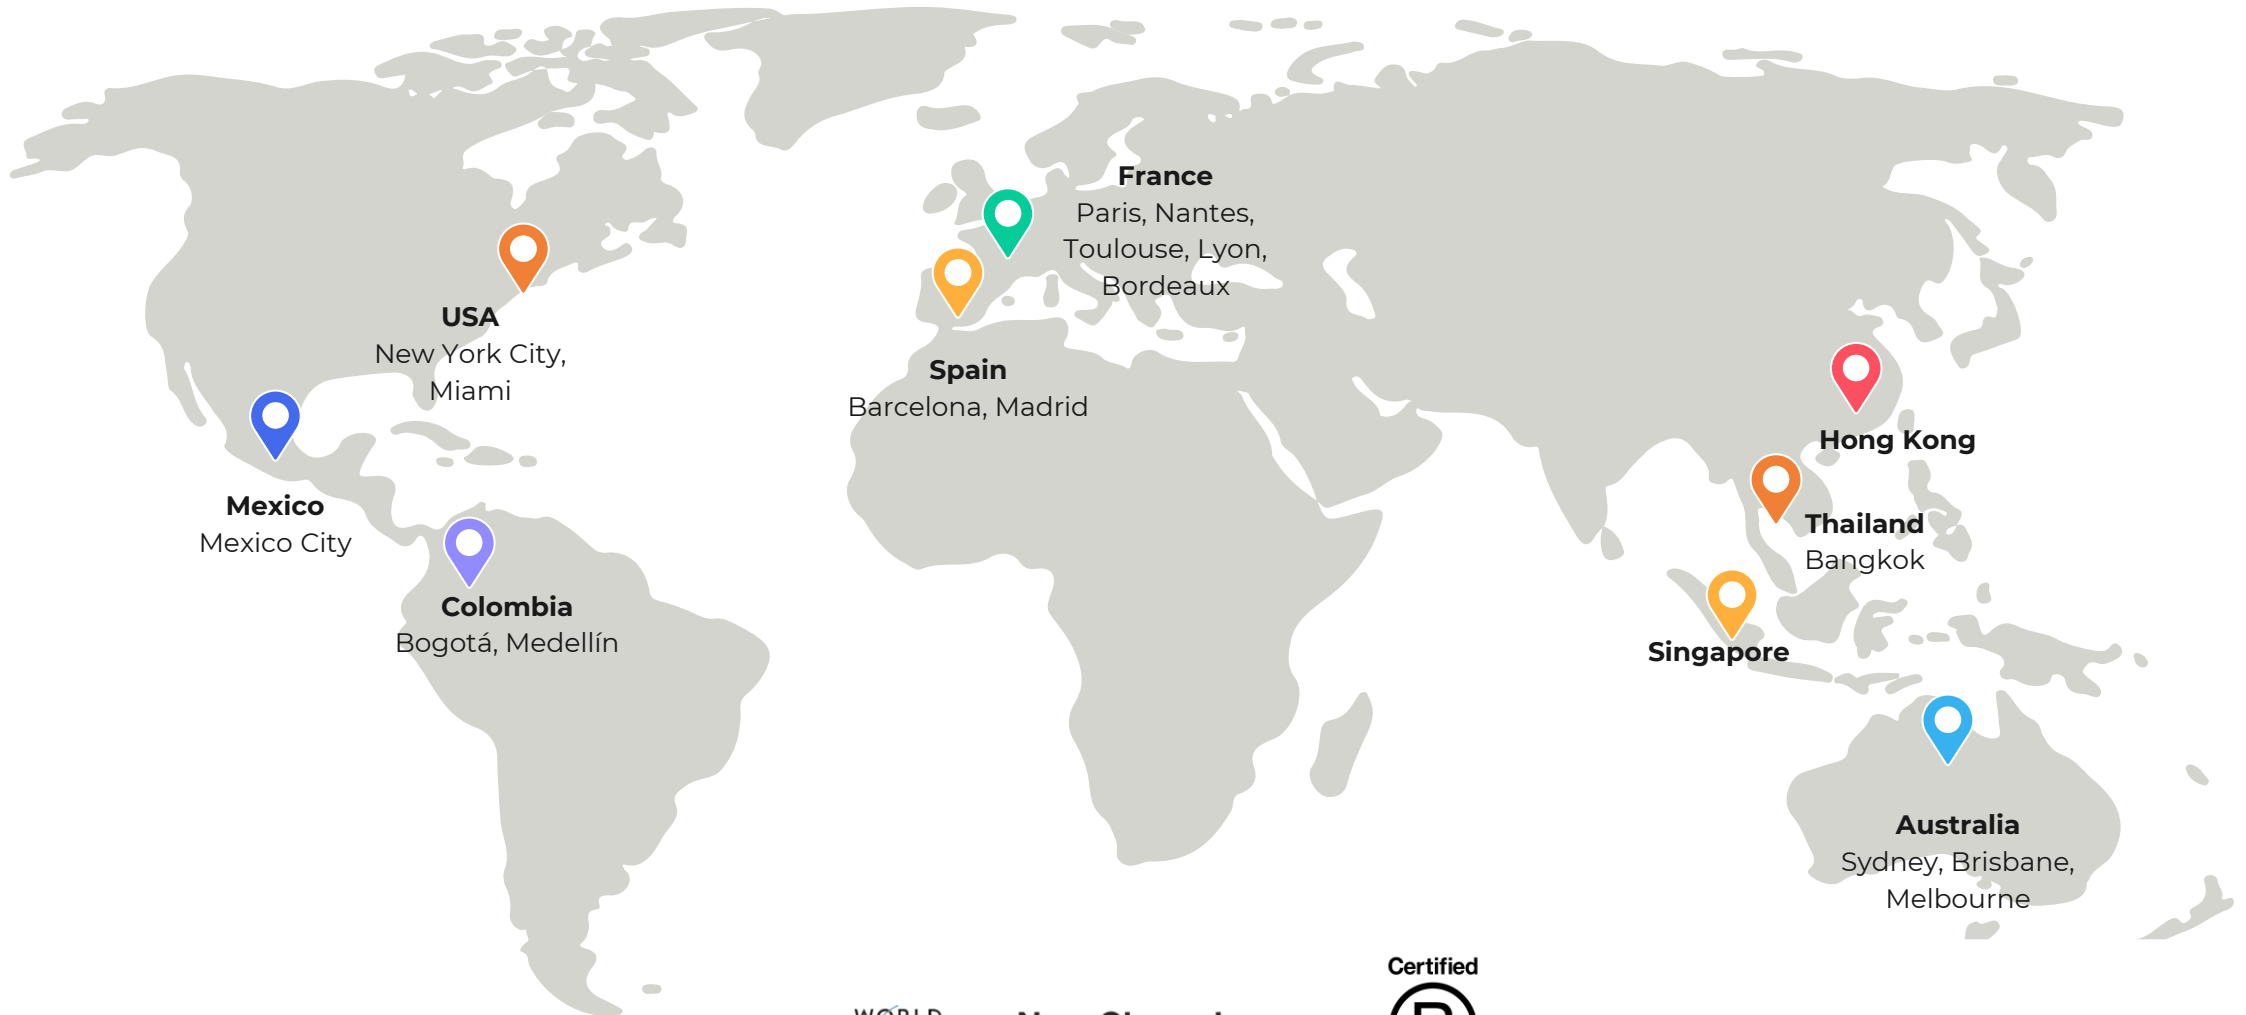 France
Paris, Nantes,
Toulouse, Lyon,
Bordeaux
USA
New York City,
Miami
Spain
Barcelona, Madrid
Hong Kong
Mexico
Mexico City
Thailand
Bangkok
Colombia
Bogotá, Medellín
Singapore
Australia
Sydney, Brisbane,
Melbourne
Certified
B
WORLD